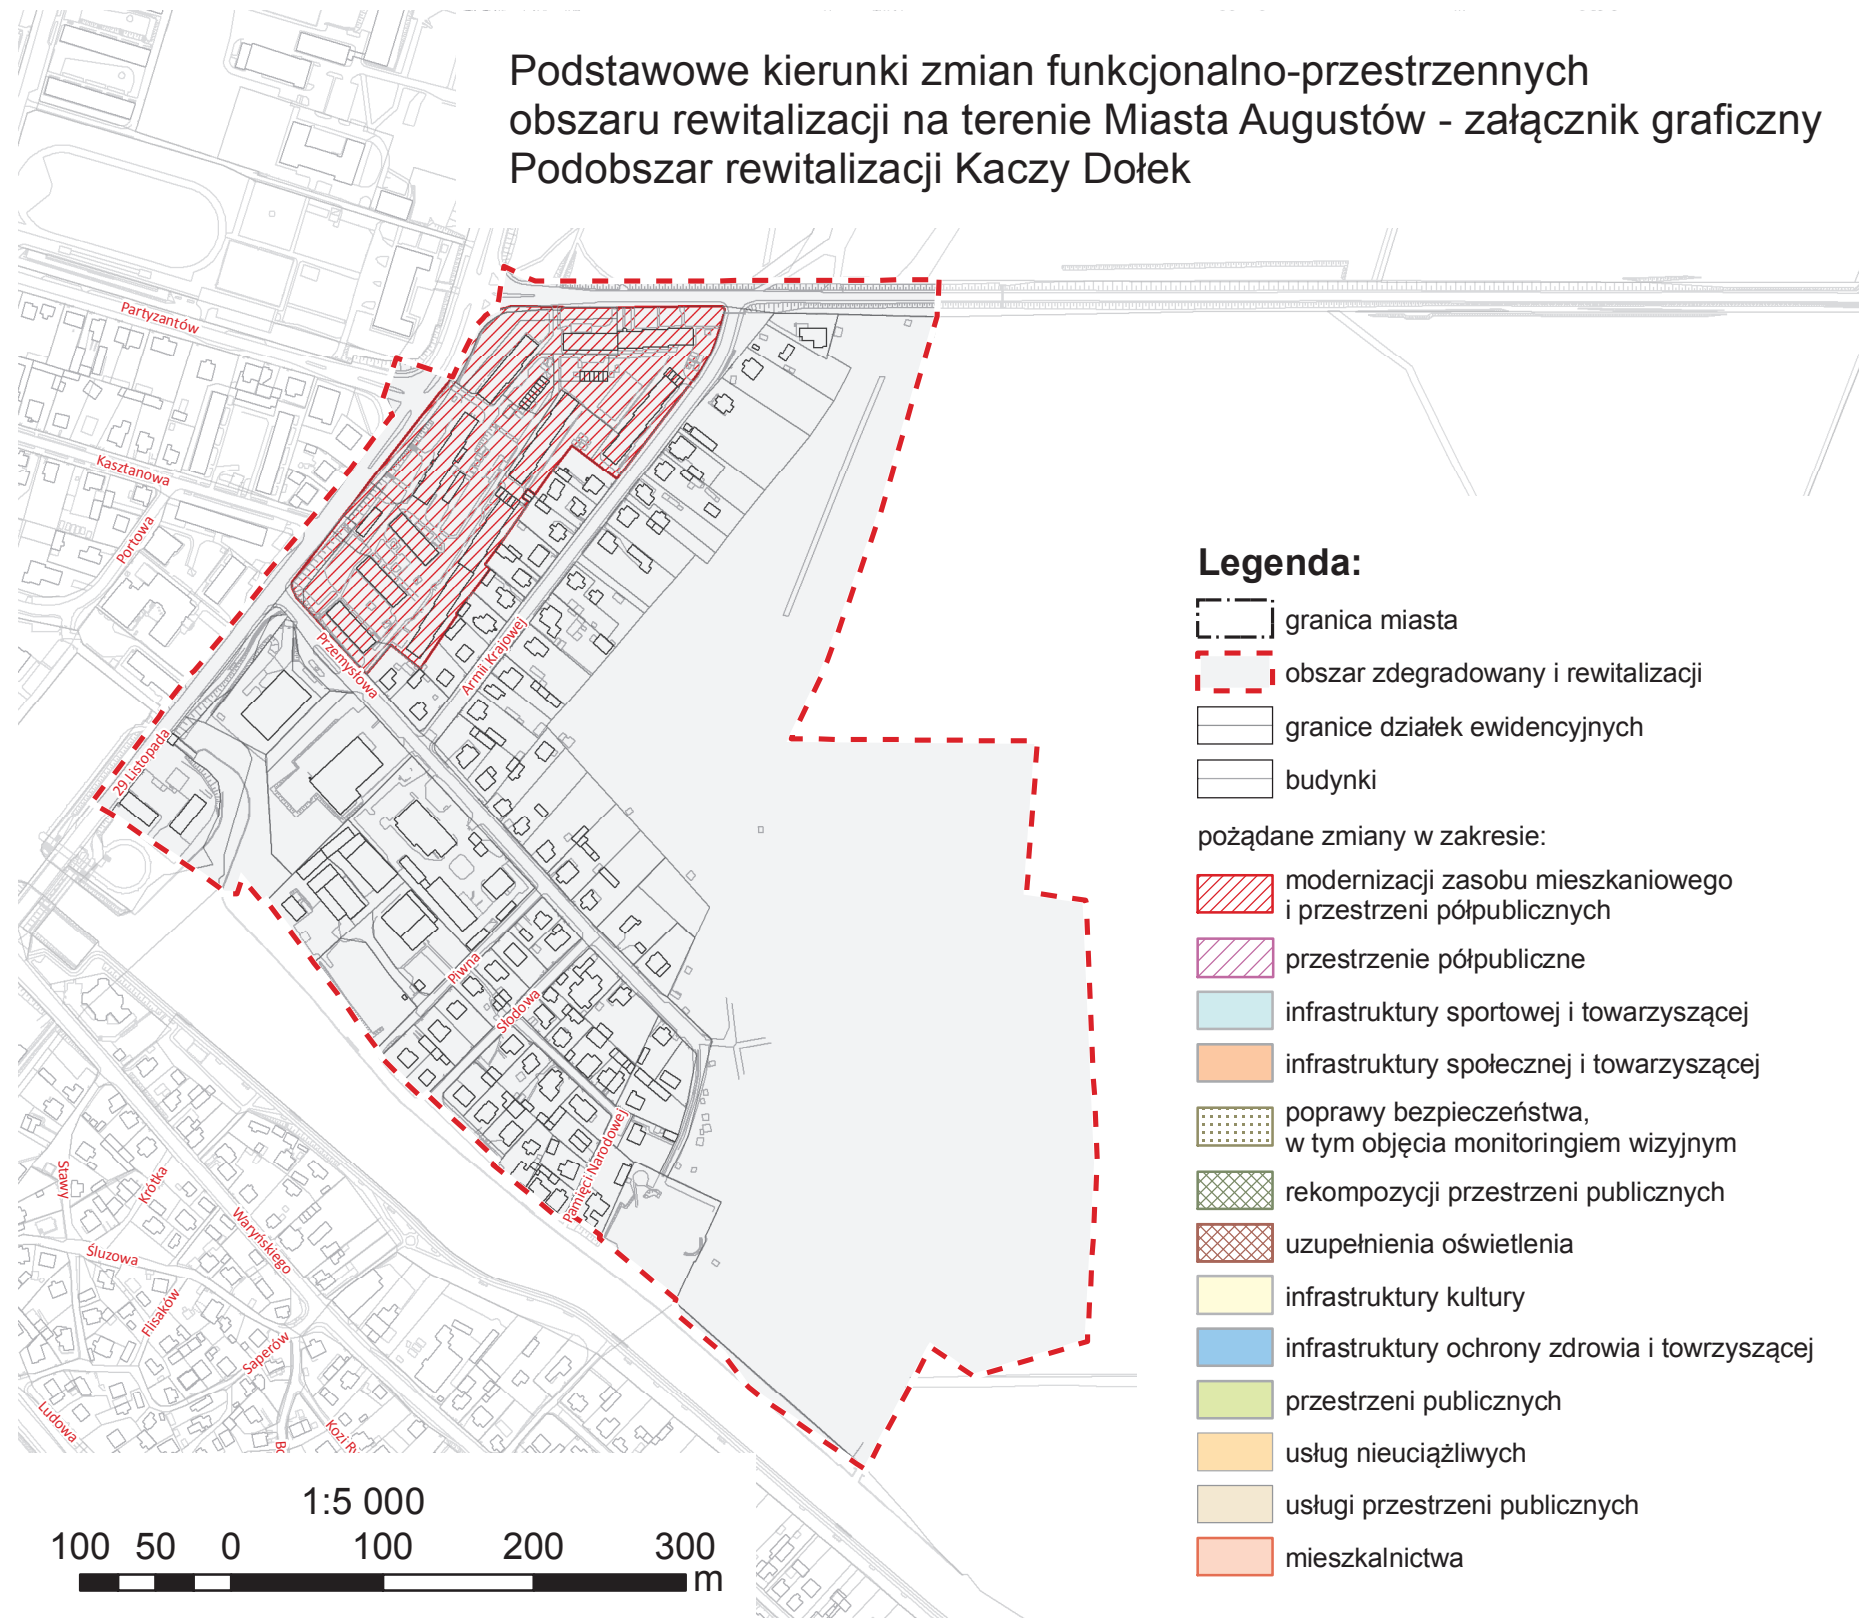 Podstawowe kierunki zmian funkcjonalno-przestrzennych
obszaru rewitalizacji na terenie Miasta Augustów - załącznik graficzny
Podobszar rewitalizacji Kaczy Dołek
Partyzantów
Kasztanowa
Portowa
Przemysłowa
Armii Krajowej
29 Listopada
Piwna
Słodowa
Pamięci Narodowej
Stawy
Krótka
Waryńskiego
Śluzowa
Flisaków
Saperów
Ludowa
Kozi
Legenda:
granica miasta
obszar zdegradowany i rewitalizacji
granice działek ewidencyjnych
budynki
pożądane zmiany w zakresie:
modernizacji zasobu mieszkaniowego
i przestrzeni półpublicznych
przestrzenie półpubliczne
infrastruktury sportowej i towarzyszącej
infrastruktury społecznej i towarzyszącej
poprawy bezpieczeństwa,
w tym objęcia monitoringiem wizyjnym
rekompozycji przestrzeni publicznych
uzupełnienia oświetlenia
infrastruktury kultury
infrastruktury ochrony zdrowia i towrzyszącej
przestrzeni publicznych
usług nieuciążliwych
usługi przestrzeni publicznych
mieszkalnictwa
1:5 000
100 50 0 100 200 300
m